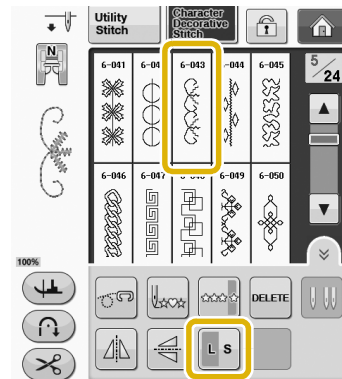 Utility
Stitch
Character
Decorative
Stitch
N
6-041
6-043
6-045
5
24
6-046
6-047
6-049
6-050
100%
DELETE
L S